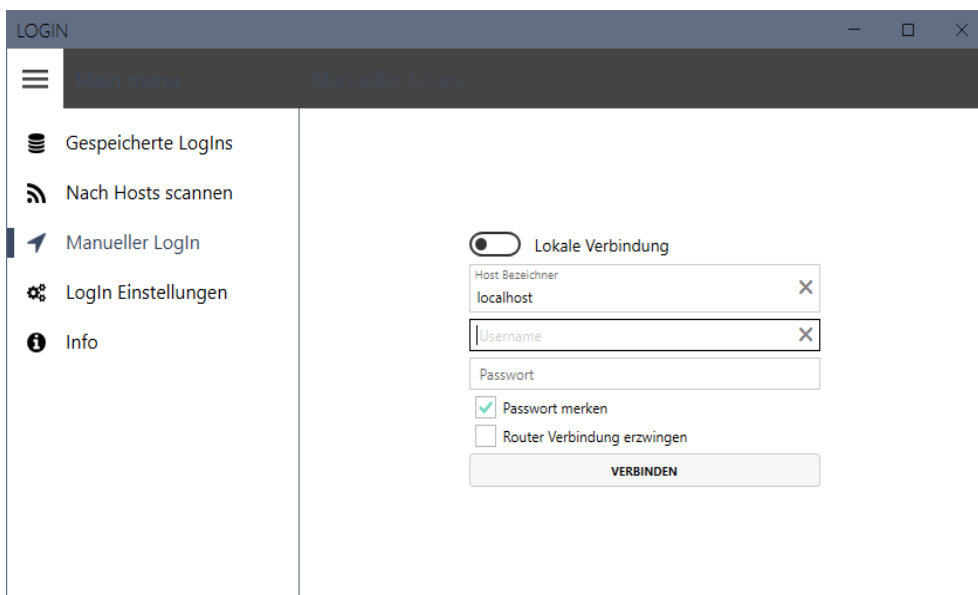 LOGIN
Gespeicherte LogIns
Nach Hosts scannen
Manueller LogIn
LogIn Einstellungen
Info
Lokale Verbindung
Host Bezeichner
localhost
Username
Passwort
Passwort merken
Router Verbindung erzwingen
VERBINDEN